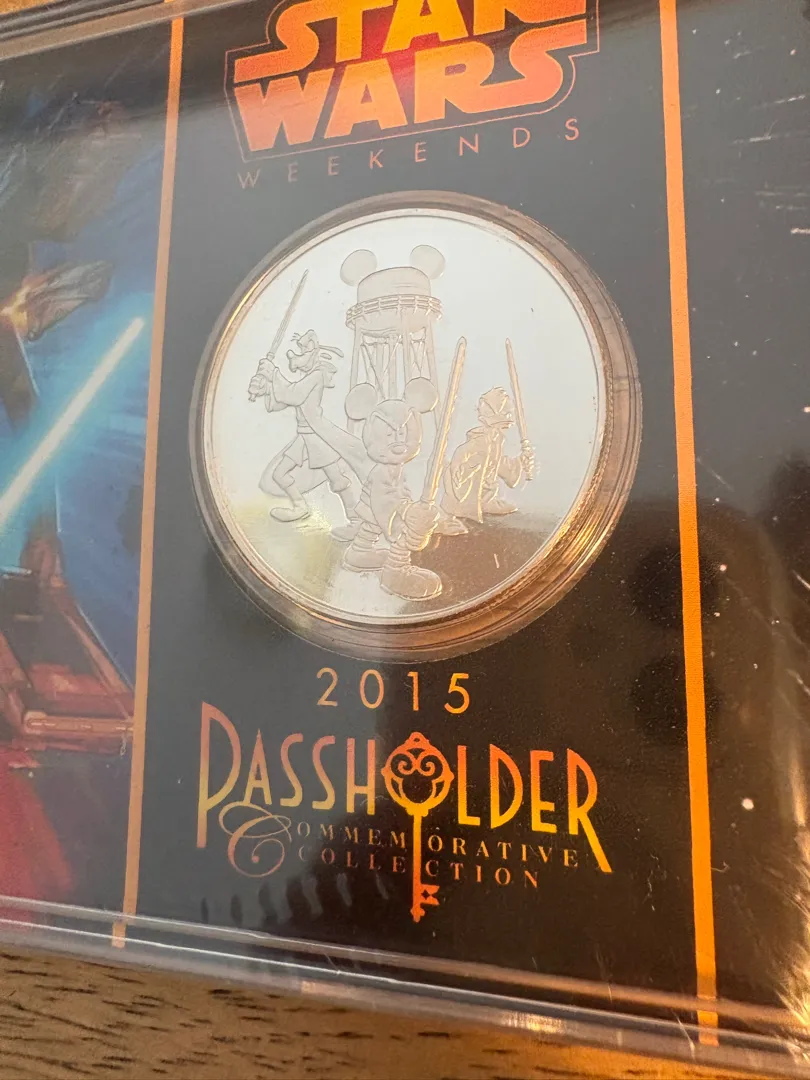 STAR
WARS
WEEKENDS
2015
PASSHOLDER
COMMEMORATIVE
COLLECTION